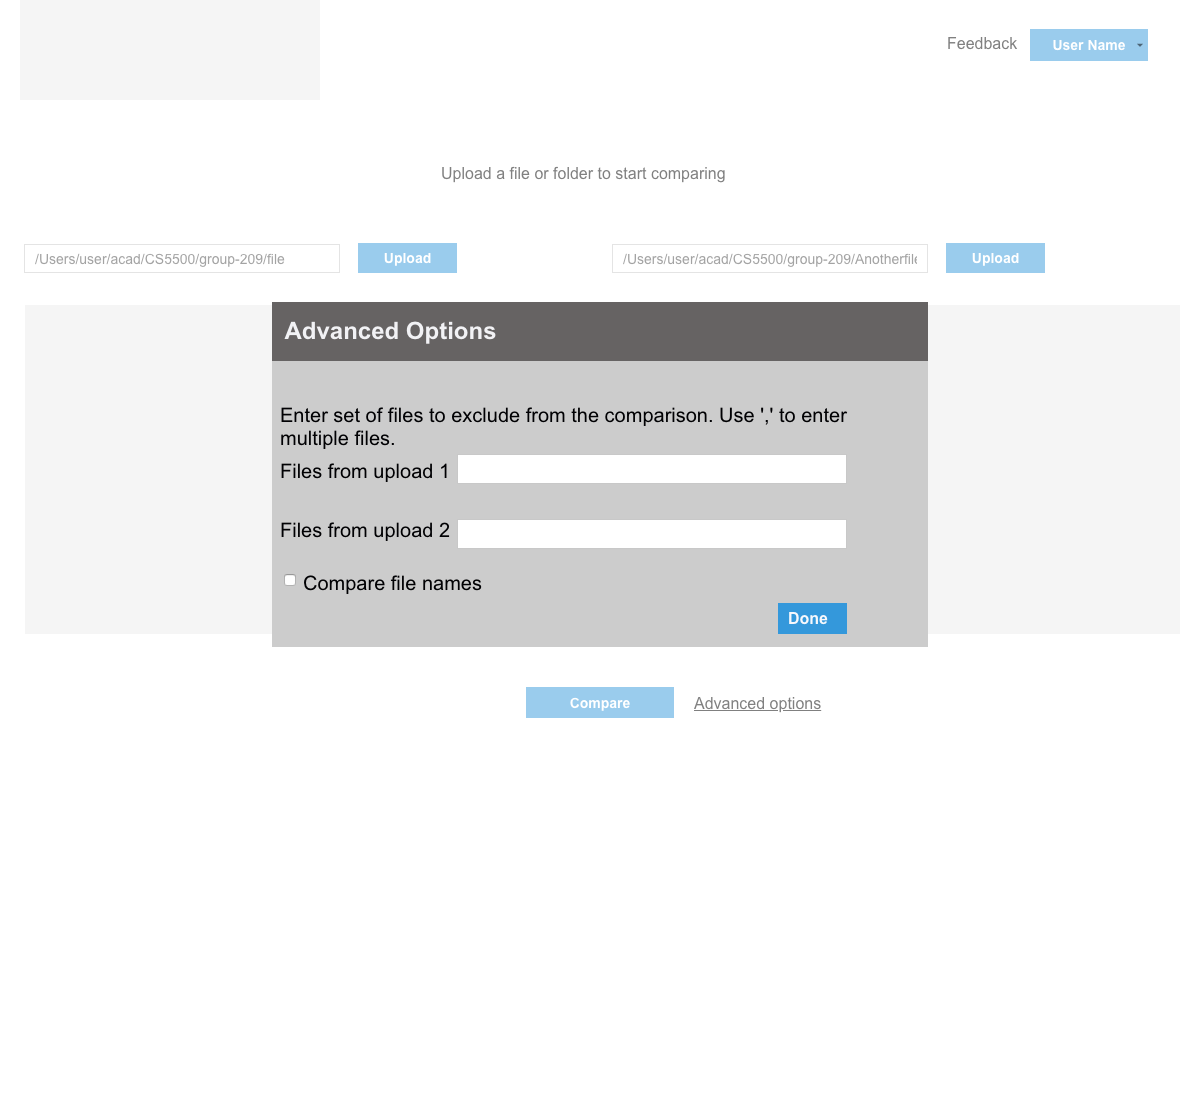 Feedback
User Name
Upload a file or folder to start comparing
/Users/user/acad/CS5500/group-209/file
Upload
/Users/user/acad/CS5500/group-209/Anotherfile
Upload
Advanced Options
Enter set of files to exclude from the comparison. Use ',' to enter
multiple files.
Files from upload 1
Files from upload 2
Compare file names
Done
Compare
Advanced options